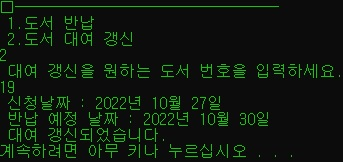 1.도서 반납
2.도서 대여 갱신
2
대여 갱신을 원하는 도서 번호을 입력하세요.
19
신청날짜 : 2022년 10월 27일
반납 예정 날짜 : 2022년 10월 30일
대여 갱신되었습니다.
계속하려면 아무 키나 누르십시오 . .